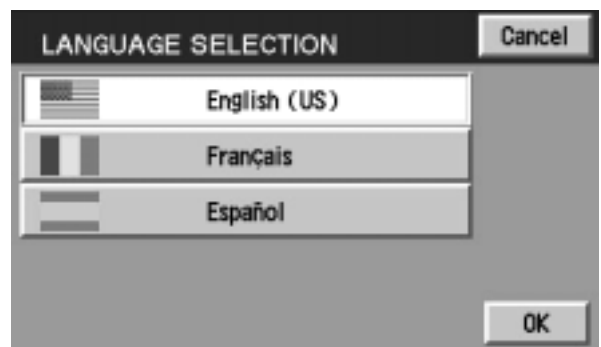 LANGUAGE SELECTION
Cancel
English (US)
Français
Español
OK